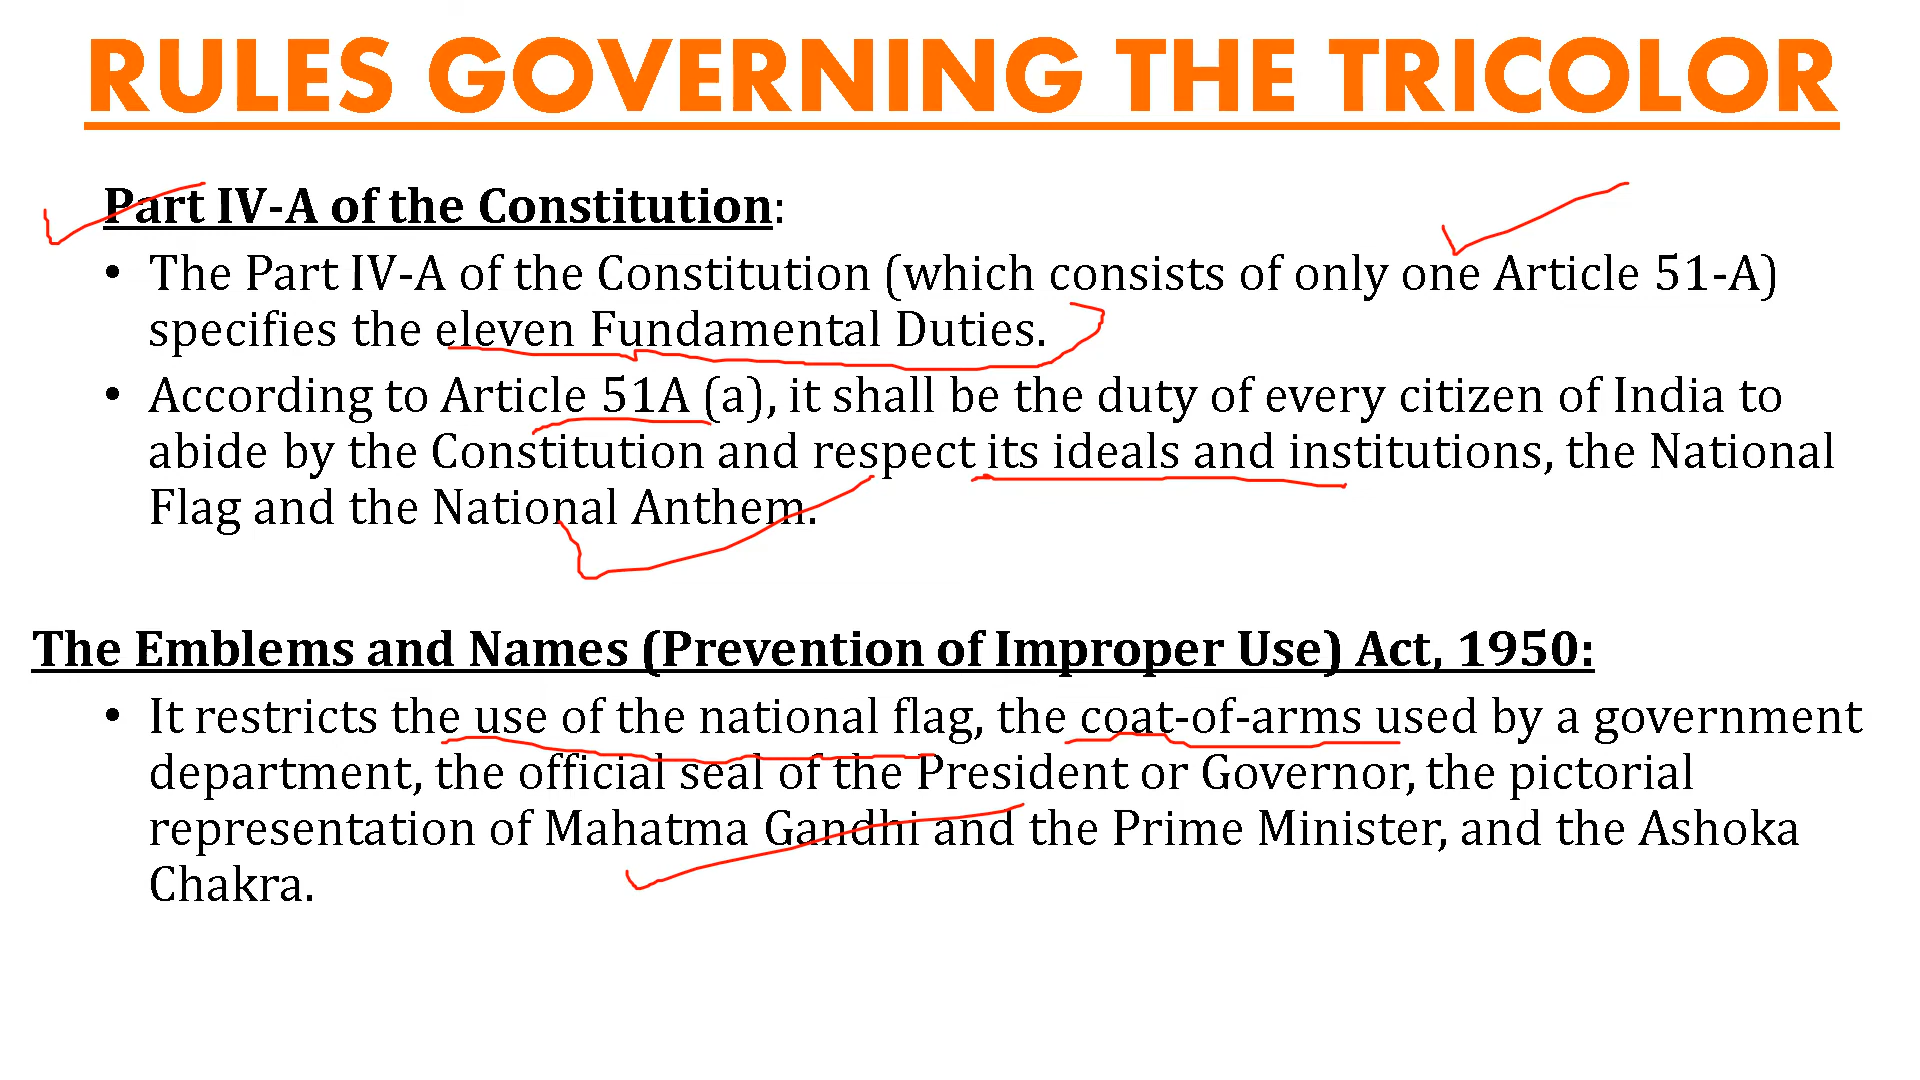 RULES GOVERNING THE TRICOLOR
Part IV-A of the Constitution:
• The Part IV-A of the Constitution (which consists of only one Article 51-A)
specifies the eleven Fundamental Duties.
• According to Article 51A (a), it shall be the duty of every citizen of India to
abide by the Constitution and respect its ideals and institutions, the National
Flag and the National Anthem.
The Emblems and Names (Prevention of Improper Use) Act, 1950:
• It restricts the use of the national flag, the coat-of-arms used by a government
department, the official seal of the President or Governor, the pictorial
representation of Mahatma Gandhi and the Prime Minister, and the Ashoka
Chakra.